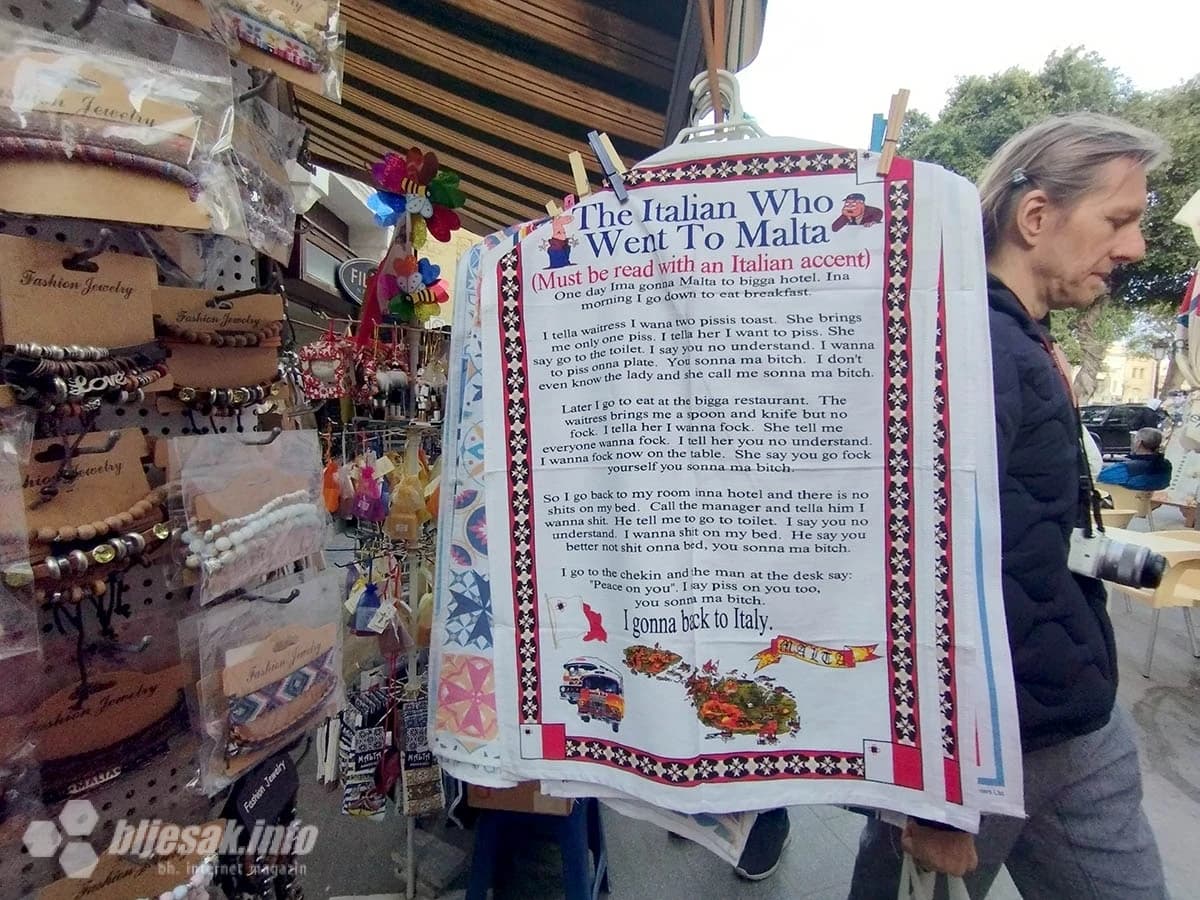 Fashion Jewelry
Fashion Jewelry
Fashion Jewelry
Love
Jewelry
Fashion Jewelry
Fashion Jewelry
Fashion Jewelry
FIL
MALTA
The Italian Who
Went To Malta
(Must be read with an Italian accent)
One day Ima gonna Malta to bigga hotel. Ina
morning I go down to eat breakfast.
I tella waitress I wana two pissis toast. She brings
me only one piss. I tella her I want to piss. She
say go to the toilet. I say you no understand. I wanna
to piss onna plate. You sonna ma bitch. I don't
even know the lady and she call me sonna ma bitch.
Later I go to eat at the bigga restaurant. The
waitress brings me a spoon and knife but no
fock. I tella her I wanna fock. She tell me
everyone wanna fock. I tell her you no understand.
I wanna fock now on the table. She say you go fock
yourself you sonna ma bitch.
So I go back to my room inna hotel and there is no
shits on my bed. Call the manager and tella him I
wanna shit. He tell me to go to toilet. I say you no
understand. I wanna shit on my bed. He say you
better not shit onna bed, you sonna ma bitch.
I go to the chekin and the man at the desk say:
"Peace on you". I ay piss on you too,
you sonna ma bitch.
I gonna back to Italy.
MALTA
bljesak.info
bh. internet magazin